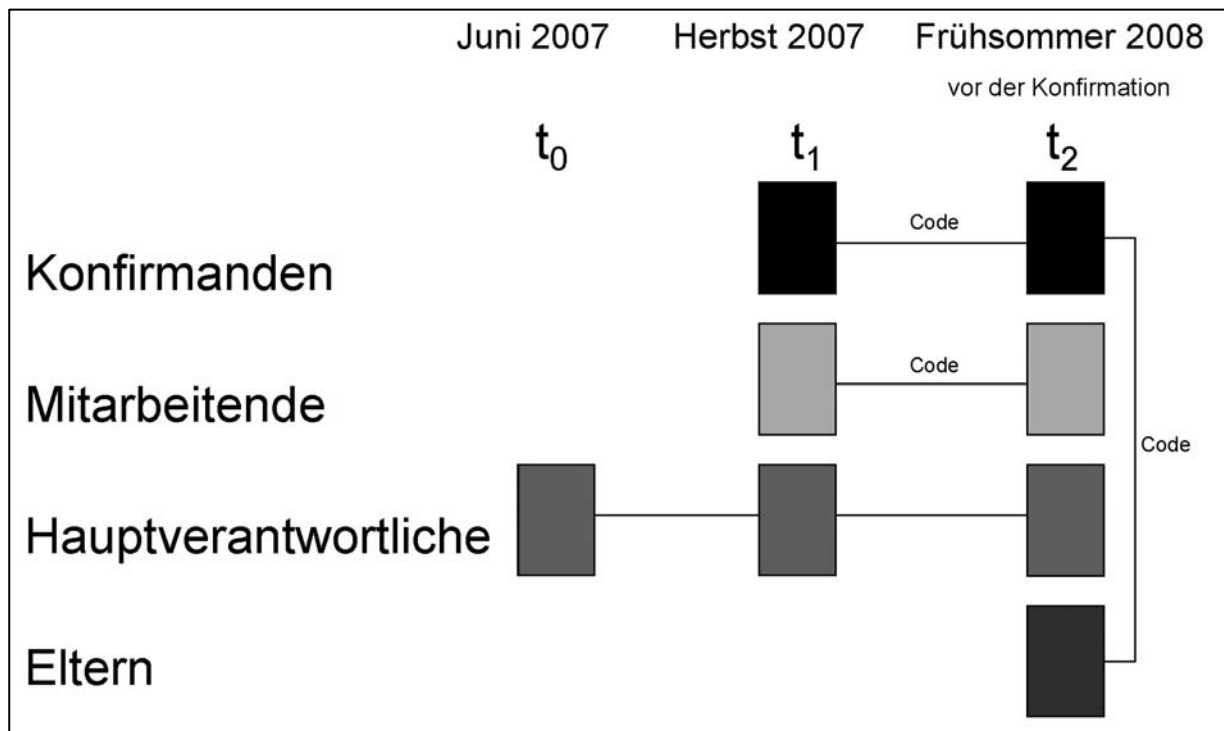 Juni 2007 Herbst 2007 Frühsommer 2008
vor der Konfirmation
t₀ t₁ t₂
Code
Konfirmanden
Code
Mitarbeitende
Code
Hauptverantwortliche
Eltern